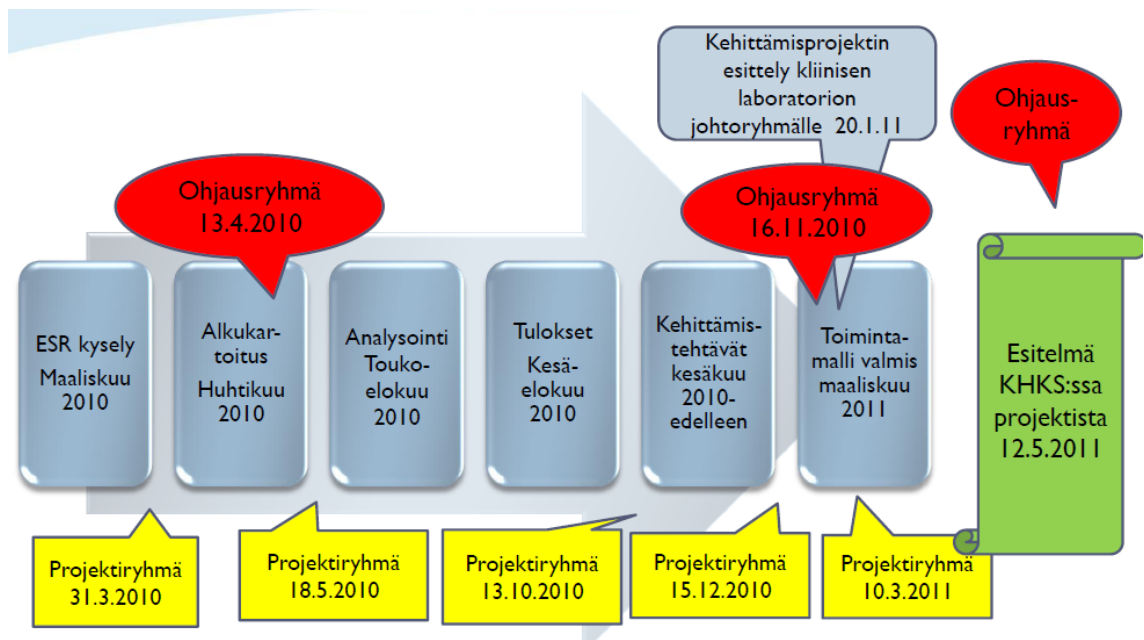 Kehittämisprojektin
esittely kliinisen
laboratorion
johtoryhmälle 20.1.11
Ohjaus-
ryhmä
Ohjausryhmä
13.4.2010
Ohjausryhmä
16.11.2010
ESR kysely
Maaliskuu
2010
Alkukar-
toitus
Huhtikuu
2010
Analysointi
Touko-
elokuu
2010
Tulokset
Kesä-
elokuu
2010
Kehittämis-
tehtävät
kesäkuu
2010-
edelleen
Toiminta-
malli valmis
maaliskuu
2011
Esitelmä
KHKS:ssa
projektista
12.5.2011
Projektiryhmä
31.3.2010
Projektiryhmä
18.5.2010
Projektiryhmä
13.10.2010
Projektiryhmä
15.12.2010
Projektiryhmä
10.3.2011